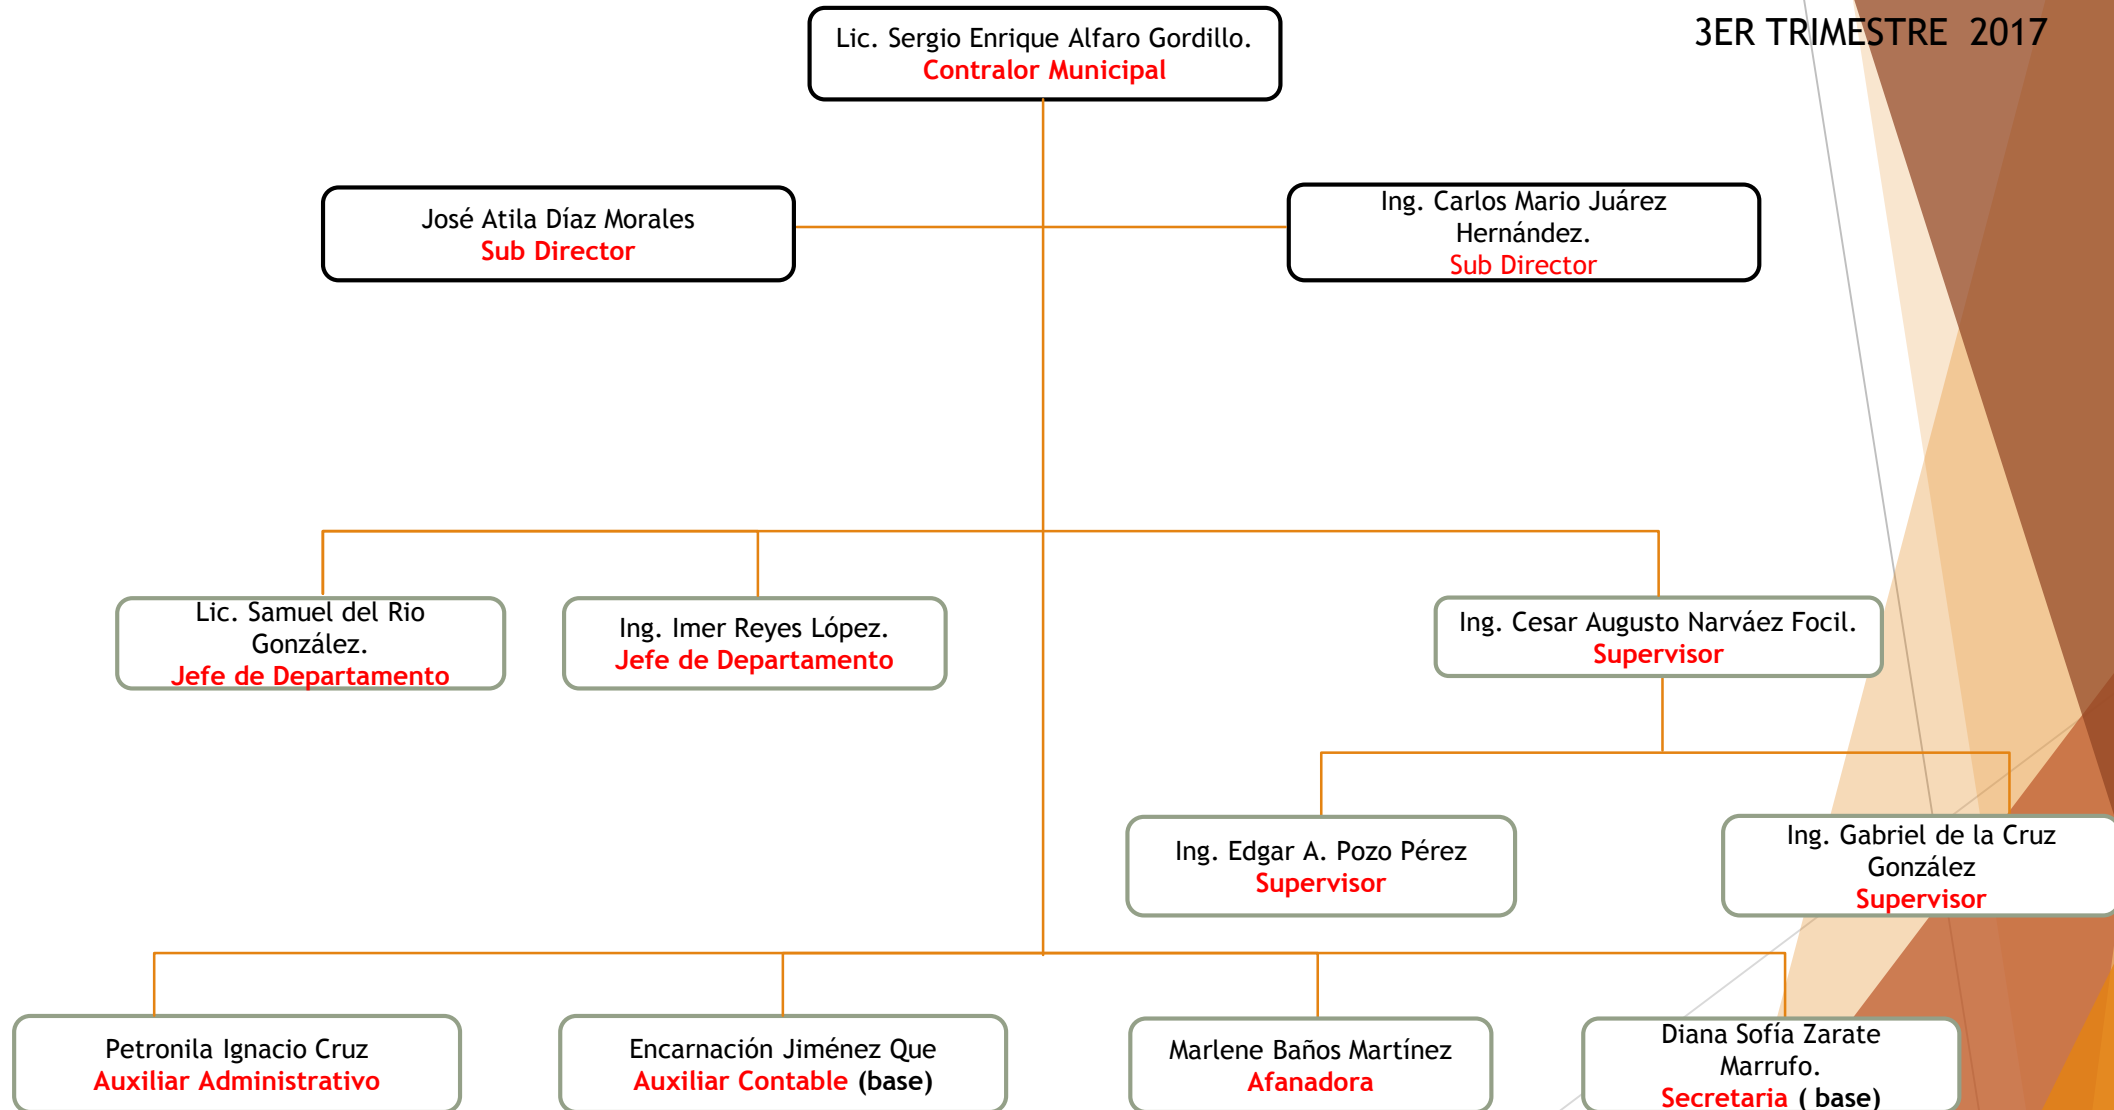 3ER TRIMESTRE 2017
Lic. Sergio Enrique Alfaro Gordillo.
Contralor Municipal
José Atila Díaz Morales
Sub Director
Ing. Carlos Mario Juárez
Hernández.
Sub Director
Lic. Samuel del Rio
González.
Jefe de Departamento
Ing. Imer Reyes López.
Jefe de Departamento
Ing. Cesar Augusto Narváez Focil.
Supervisor
Ing. Edgar A. Pozo Pérez
Supervisor
Ing. Gabriel de la Cruz
González
Supervisor
Petronila Ignacio Cruz
Auxiliar Administrativo
Encarnación Jiménez Que
Auxiliar Contable (base)
Marlene Baños Martínez
Afanadora
Diana Sofía Zarate
Marrufo.
Secretaria ( base)